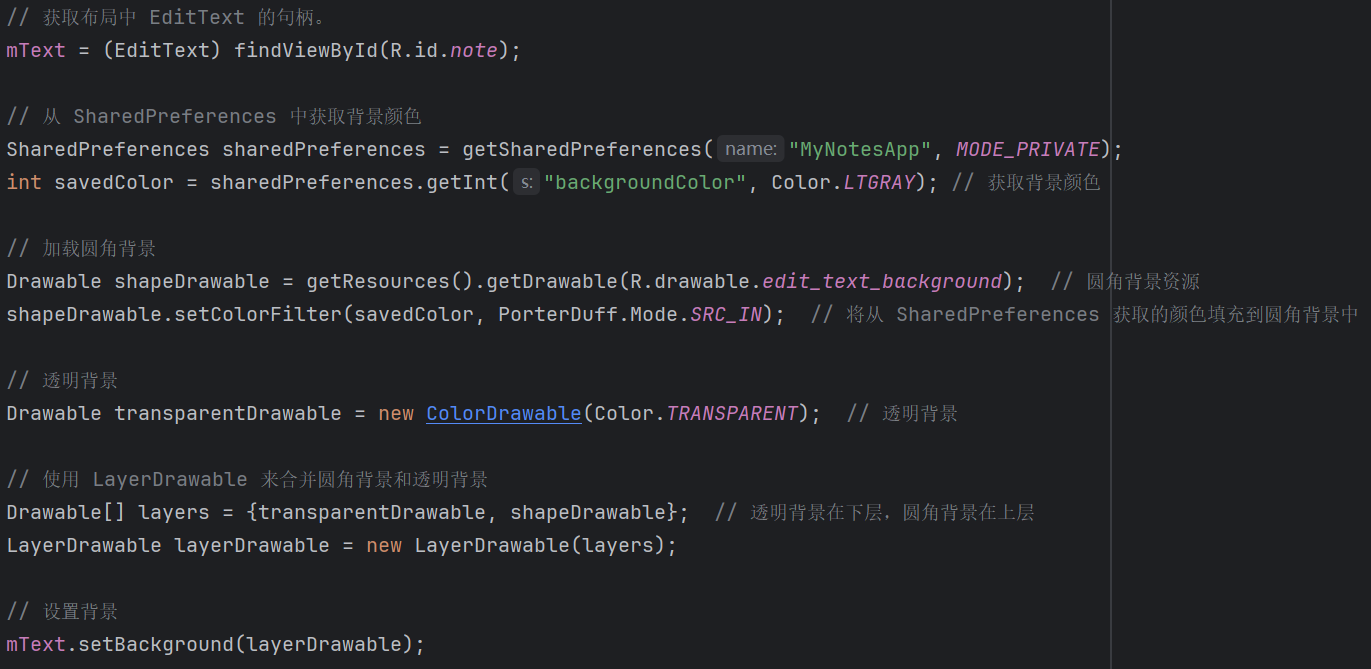 // 获取布局中 EditText 的句柄。
mText = (EditText) findViewById(R.id.note);
// 从 SharedPreferences 中获取背景颜色
SharedPreferences sharedPreferences = getSharedPreferences( name: "MyNotesApp", MODE_PRIVATE);
int savedColor = sharedPreferences.getInt( s: "backgroundColor", Color.LTGRAY); // 获取背景颜色
// 加载圆角背景
Drawable shapeDrawable = getResources().getDrawable(R.drawable.edit_text_background);  // 圆角背景资源
shapeDrawable.setColorFilter(savedColor, PorterDuff.Mode.SRC_IN);  // 将从 SharedPreferences 获取的颜色填充到圆角背景中
// 透明背景
Drawable transparentDrawable = new ColorDrawable(Color.TRANSPARENT);  // 透明背景
// 使用 LayerDrawable 来合并圆角背景和透明背景
Drawable[] layers = {transparentDrawable, shapeDrawable};  // 透明背景在下层，圆角背景在上层
LayerDrawable layerDrawable = new LayerDrawable(layers);
// 设置背景
mText.setBackground(layerDrawable);